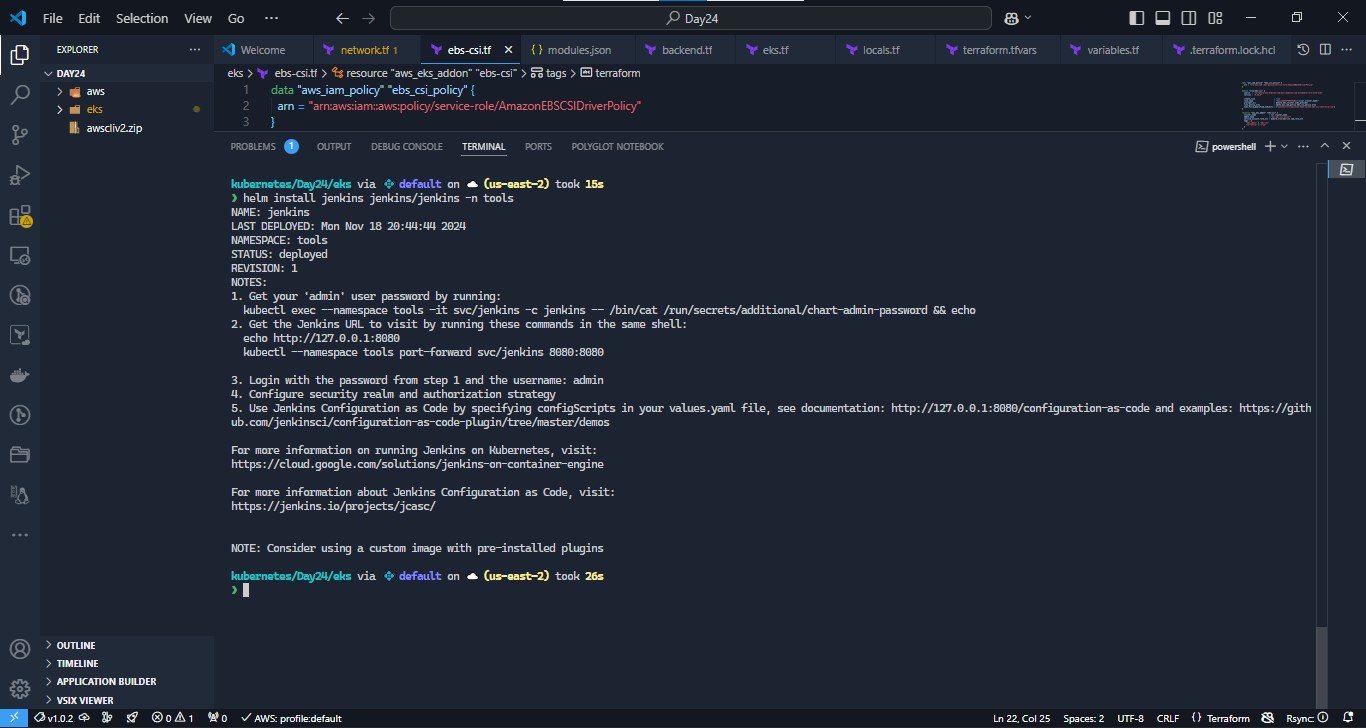 File Edit Selection View Go ··· Day24
EXPLORER ···
DAY24
aws
eks
awscliv2.zip
OUTLINE
TIMELINE
APPLICATION BUILDER
VSIX VIEWER
Welcome network.tf 1 ebs-csi.tf modules.json backend.tf eks.tf locals.tf terraform.tfvars variables.tf .terraform.lock.hcl ···
eks > ebs-csi.tf > resource "aws_eks_addon" "ebs-csi" > tags > terraform
1 data "aws_iam_policy" "ebs_csi_policy" {
2 arn = "arn:aws:iam::aws:policy/service-role/AmazonEBSCSIDriverPolicy"
3 }
PROBLEMS 1 OUTPUT DEBUG CONSOLE TERMINAL PORTS POLYGLOT NOTEBOOK powershell
kubernetes/Day24/eks via default on (us-east-2) took 15s
❯ helm install jenkins jenkins/jenkins -n tools
NAME: jenkins
LAST DEPLOYED: Mon Nov 18 20:44:44 2024
NAMESPACE: tools
STATUS: deployed
REVISION: 1
NOTES:
1. Get your 'admin' user password by running:
kubectl exec --namespace tools -it svc/jenkins -c jenkins -- /bin/cat /run/secrets/additional/chart-admin-password && echo
2. Get the Jenkins URL to visit by running these commands in the same shell:
echo http://127.0.0.1:8080
kubectl --namespace tools port-forward svc/jenkins 8080:8080
3. Login with the password from step 1 and the username: admin
4. Configure security realm and authorization strategy
5. Use Jenkins Configuration as Code by specifying configScripts in your values.yaml file, see documentation: http://127.0.0.1:8080/configuration-as-code and examples: https://gith
ub.com/jenkinsci/configuration-as-code-plugin/tree/master/demos
For more information on running Jenkins on Kubernetes, visit:
https://cloud.google.com/solutions/jenkins-on-container-engine
For more information about Jenkins Configuration as Code, visit:
https://jenkins.io/projects/jcasc/
NOTE: Consider using a custom image with pre-installed plugins
kubernetes/Day24/eks via default on (us-east-2) took 26s
❯
v1.0.2 0 1 0 AWS: profile:default Ln 22, Col 25 Spaces: 2 UTF-8 CRLF {} Terraform Rsync: